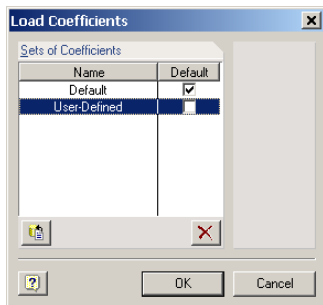 Load Coefficients
Sets of Coefficients
Name Default
Default
User-Defined
OK Cancel